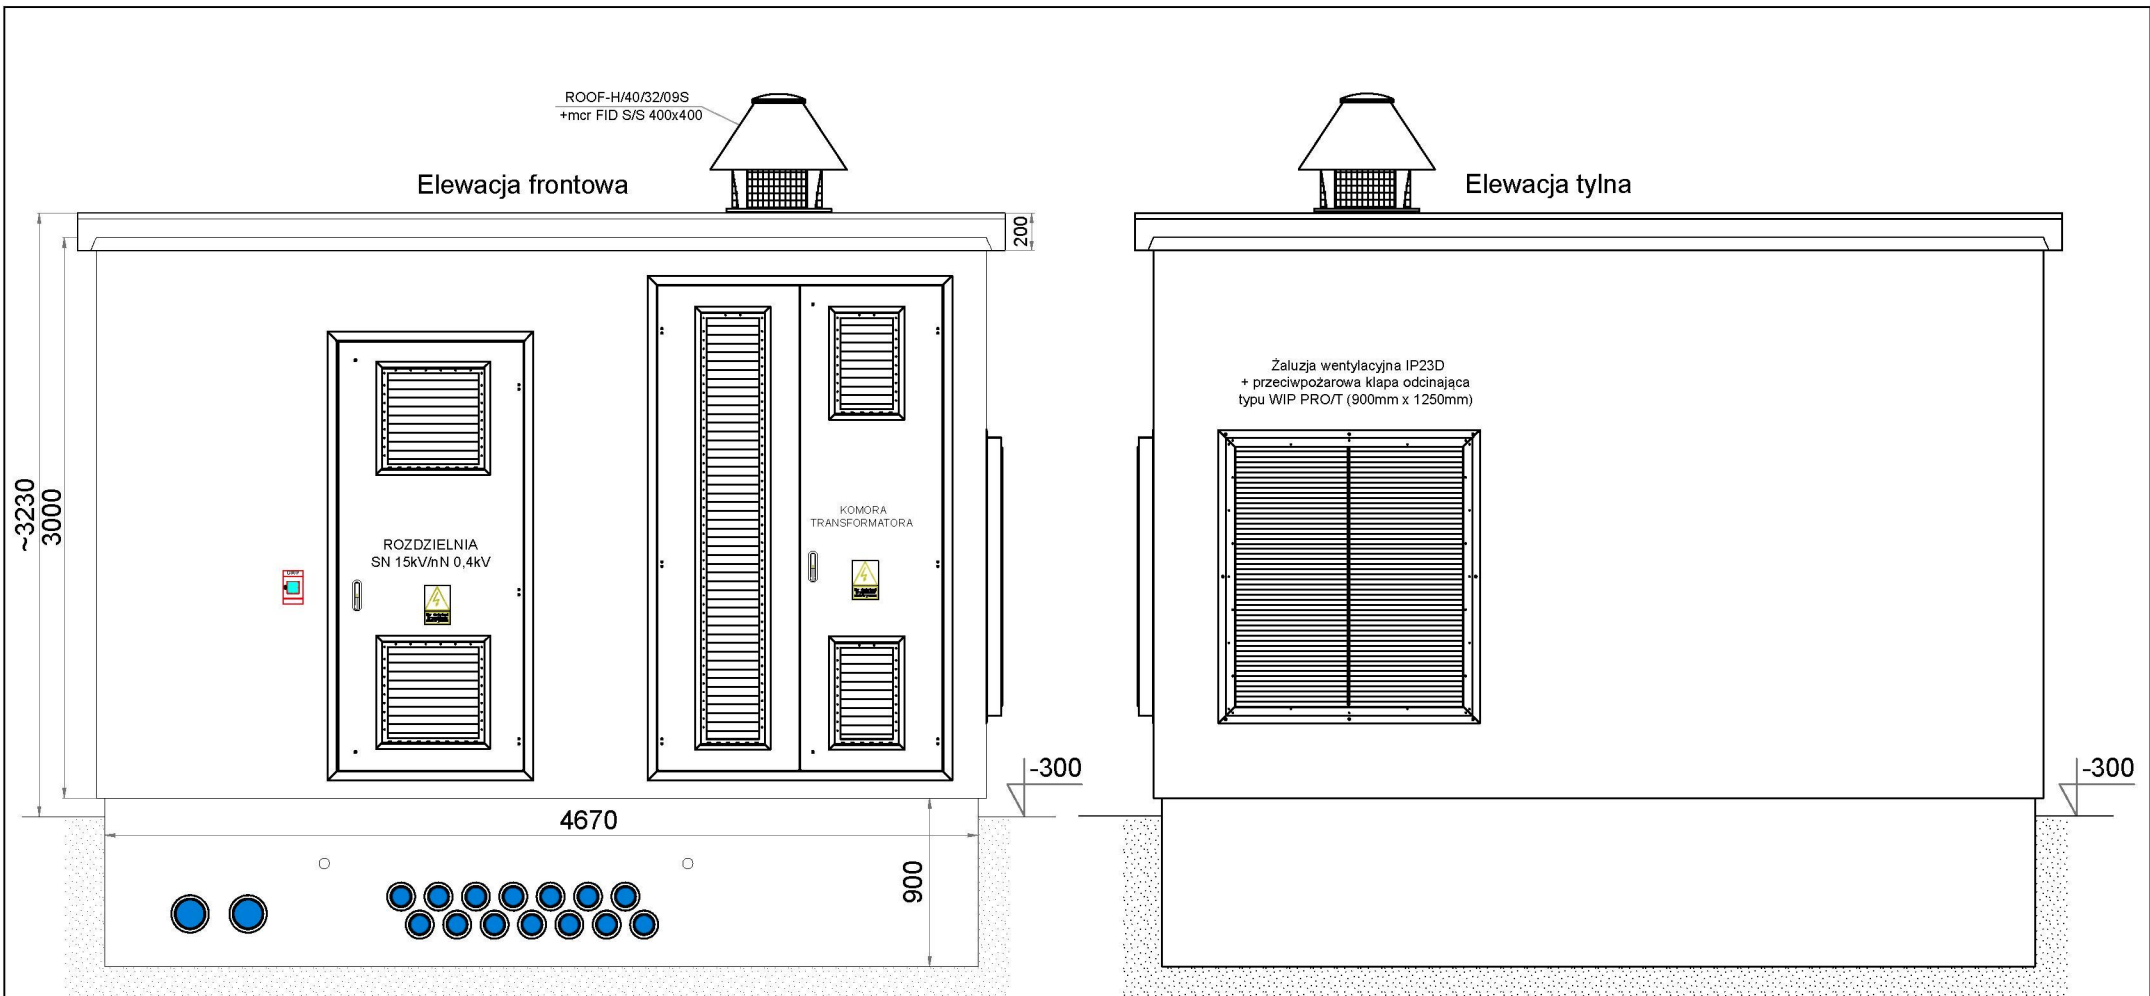 ROOF-H/40/32/09S
+mcr FID S/S 400x400
Elewacja frontowa
Elewacja tylna
200
~3230
3000
Żaluzja wentylacyjna IP23D
+ przeciwpożarowa klapa odcinająca
typu WIP PRO/T (900mm x 1250mm)
KOMORA
TRANSFORMATORA
ROZDZIELNIA
SN 15kV/nN 0,4kV
-300
-300
4670
900